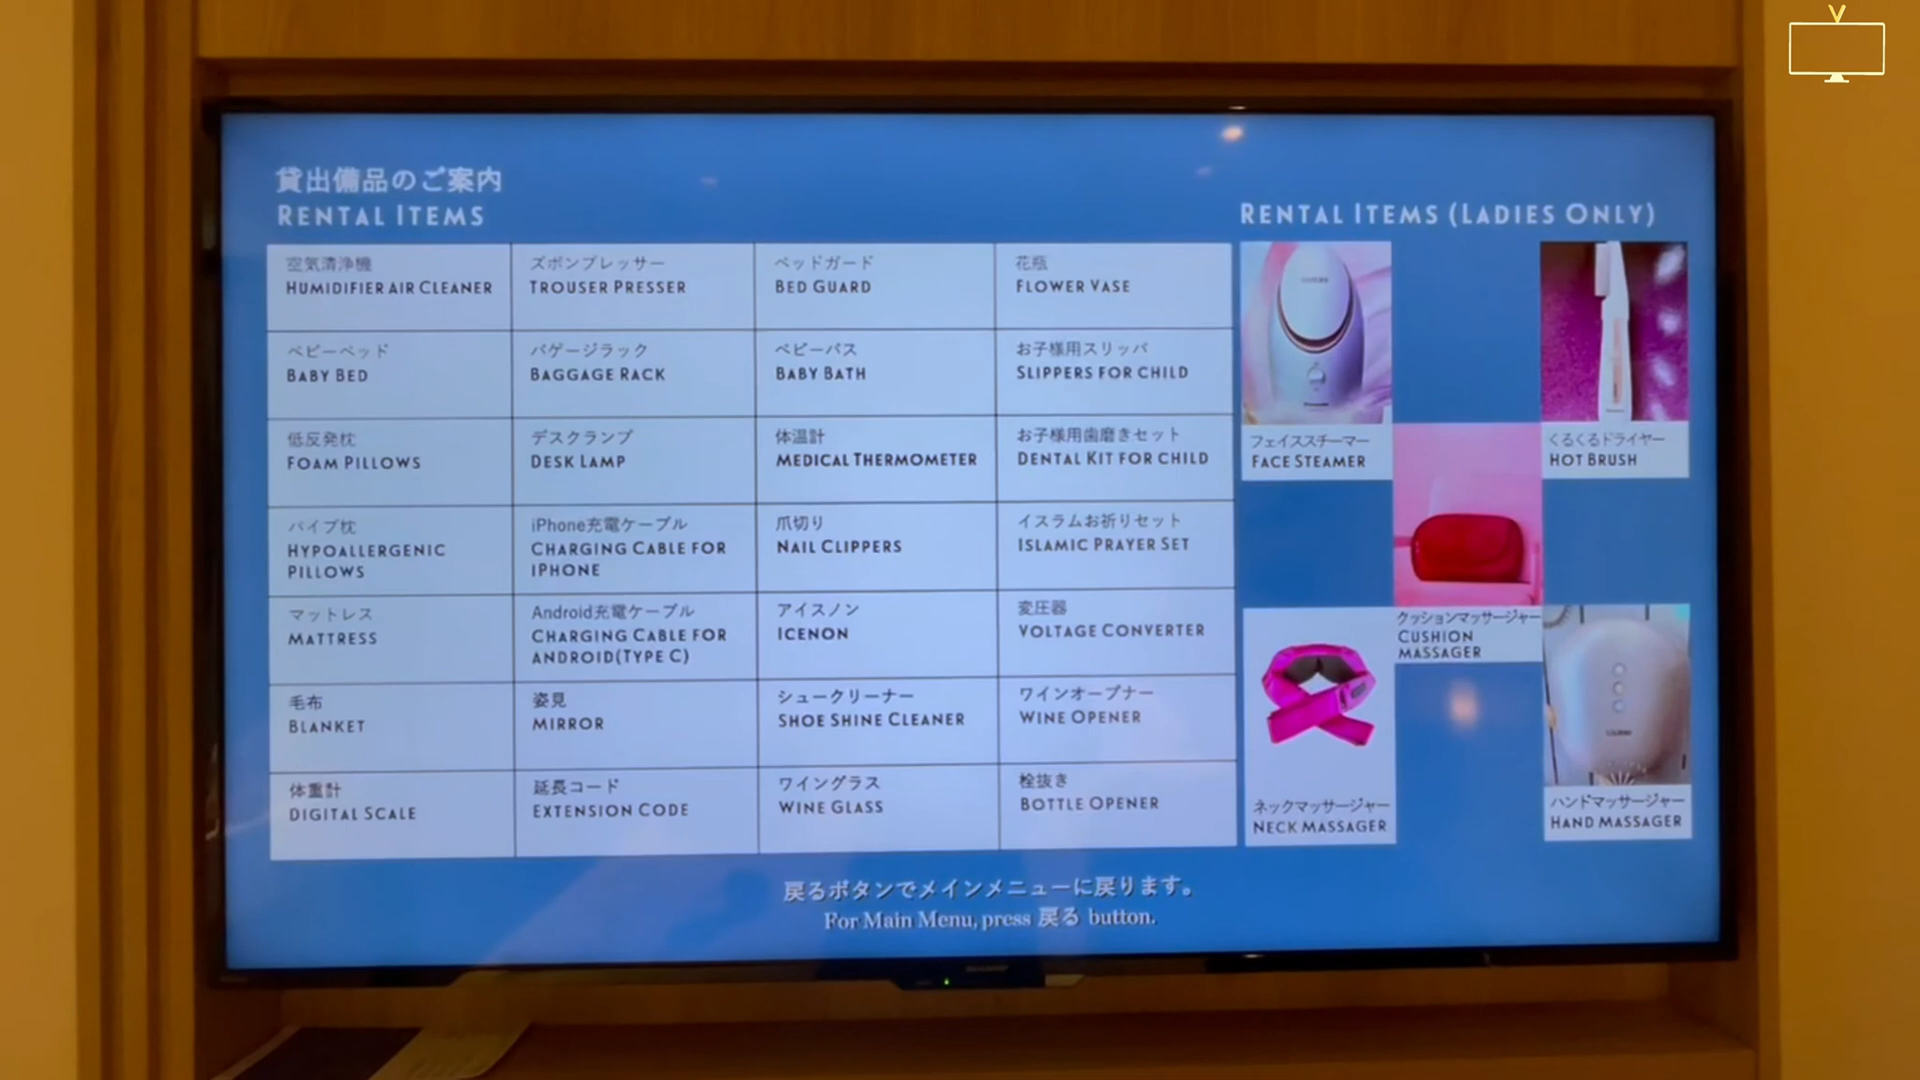 貸出備品のご案内
RENTAL ITEMS
空気清浄機
HUMIDIFIER AIR CLEANER
ズボンプレッサー
TROUSER PRESSER
ベッドガード
BED GUARD
花瓶
FLOWER VASE
ベビーベッド
BABY BED
バゲージラック
BAGGAGE RACK
ベビーバス
BABY BATH
お子様用スリッパ
SLIPPERS FOR CHILD
低反発枕
FOAM PILLOWS
デスクランプ
DESK LAMP
体温計
MEDICAL THERMOMETER
お子様用歯磨きセット
DENTAL KIT FOR CHILD
パイプ枕
HYPOALLERGENIC
PILLOWS
iPhone充電ケーブル
CHARGING CABLE FOR
IPHONE
爪切り
NAIL CLIPPERS
イスラムお祈りセット
ISLAMIC PRAYER SET
マットレス
MATTRESS
Android充電ケーブル
CHARGING CABLE FOR
ANDROID(TYPE C)
アイスノン
ICENON
変圧器
VOLTAGE CONVERTER
毛布
BLANKET
姿見
MIRROR
シュークリーナー
SHOE SHINE CLEANER
ワインオープナー
WINE OPENER
体重計
DIGITAL SCALE
延長コード
EXTENSION CODE
ワイングラス
WINE GLASS
栓抜き
BOTTLE OPENER
RENTAL ITEMS (LADIES ONLY)
フェイススチーマー
FACE STEAMER
くるくるドライヤー
HOT BRUSH
クッションマッサージャー
CUSHION
MASSAGER
ネックマッサージャー
NECK MASSAGER
ハンドマッサージャー
HAND MASSAGER
戻るボタンでメインメニューに戻ります。
For Main Menu, press 戻る button.